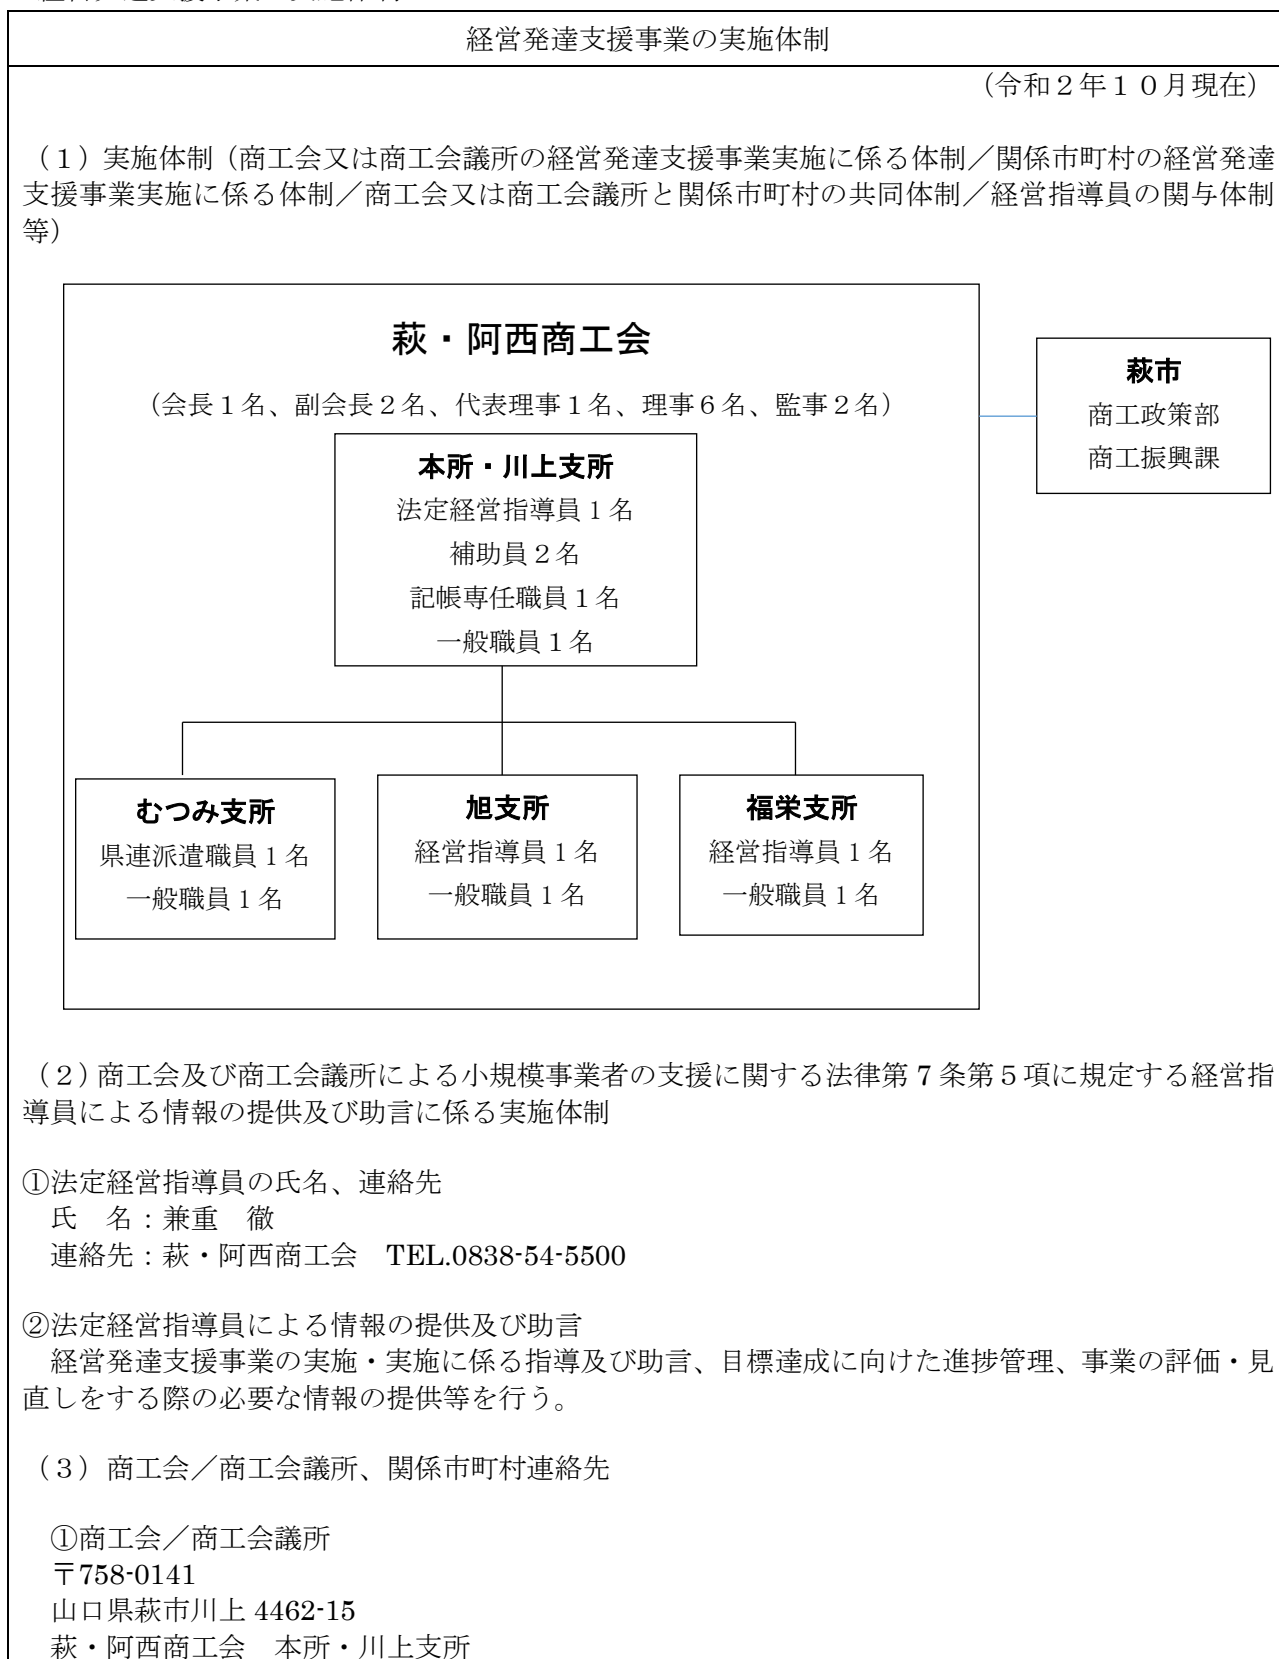 経営発達支援事業の実施体制
（令和２年１０月現在）
（１）実施体制（商工会又は商工会議所の経営発達支援事業実施に係る体制／関係市町村の経営発達
支援事業実施に係る体制／商工会又は商工会議所と関係市町村の共同体制／経営指導員の関与体制
等）
萩・阿西商工会
（会長１名、副会長２名、代表理事１名、理事６名、監事２名）
萩市
商工政策部
商工振興課
本所・川上支所
法定経営指導員１名
補助員２名
記帳専任職員１名
一般職員１名
むつみ支所
県連派遣職員１名
一般職員１名
旭支所
経営指導員１名
一般職員１名
福栄支所
経営指導員１名
一般職員１名
（２）商工会及び商工会議所による小規模事業者の支援に関する法律第７条第５項に規定する経営指
導員による情報の提供及び助言に係る実施体制
①法定経営指導員の氏名、連絡先
氏　名：兼重　徹
連絡先：萩・阿西商工会　TEL.0838-54-5500
②法定経営指導員による情報の提供及び助言
経営発達支援事業の実施・実施に係る指導及び助言、目標達成に向けた進捗管理、事業の評価・見
直しをする際の必要な情報の提供等を行う。
（３）商工会／商工会議所、関係市町村連絡先
①商工会／商工会議所
〒758-0141
山口県萩市川上 4462-15
萩・阿西商工会　本所・川上支所